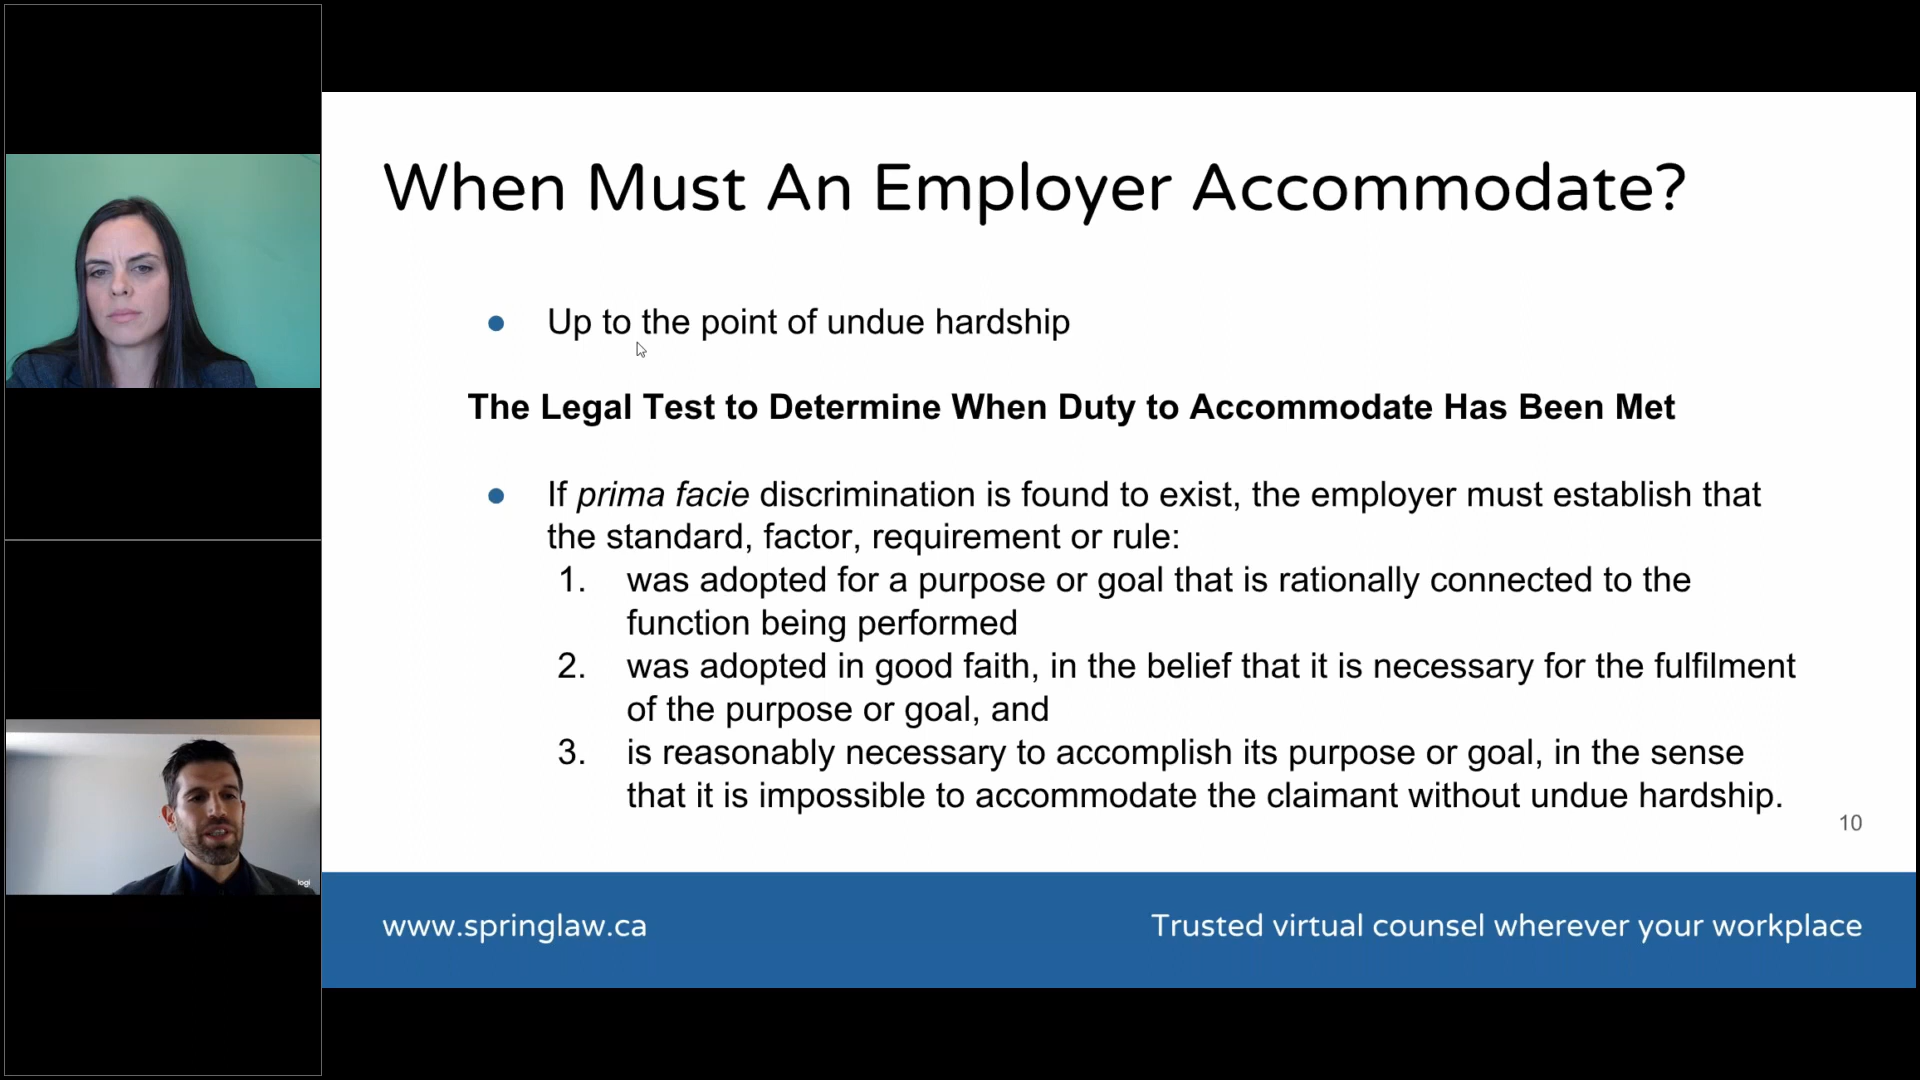 When Must An Employer Accommodate?
● Up to the point of undue hardship
The Legal Test to Determine When Duty to Accommodate Has Been Met
● If prima facie discrimination is found to exist, the employer must establish that
the standard, factor, requirement or rule:
1. was adopted for a purpose or goal that is rationally connected to the
function being performed
2. was adopted in good faith, in the belief that it is necessary for the fulfilment
of the purpose or goal, and
3. is reasonably necessary to accomplish its purpose or goal, in the sense
that it is impossible to accommodate the claimant without undue hardship.
10
logi
www.springlaw.ca
Trusted virtual counsel wherever your workplace